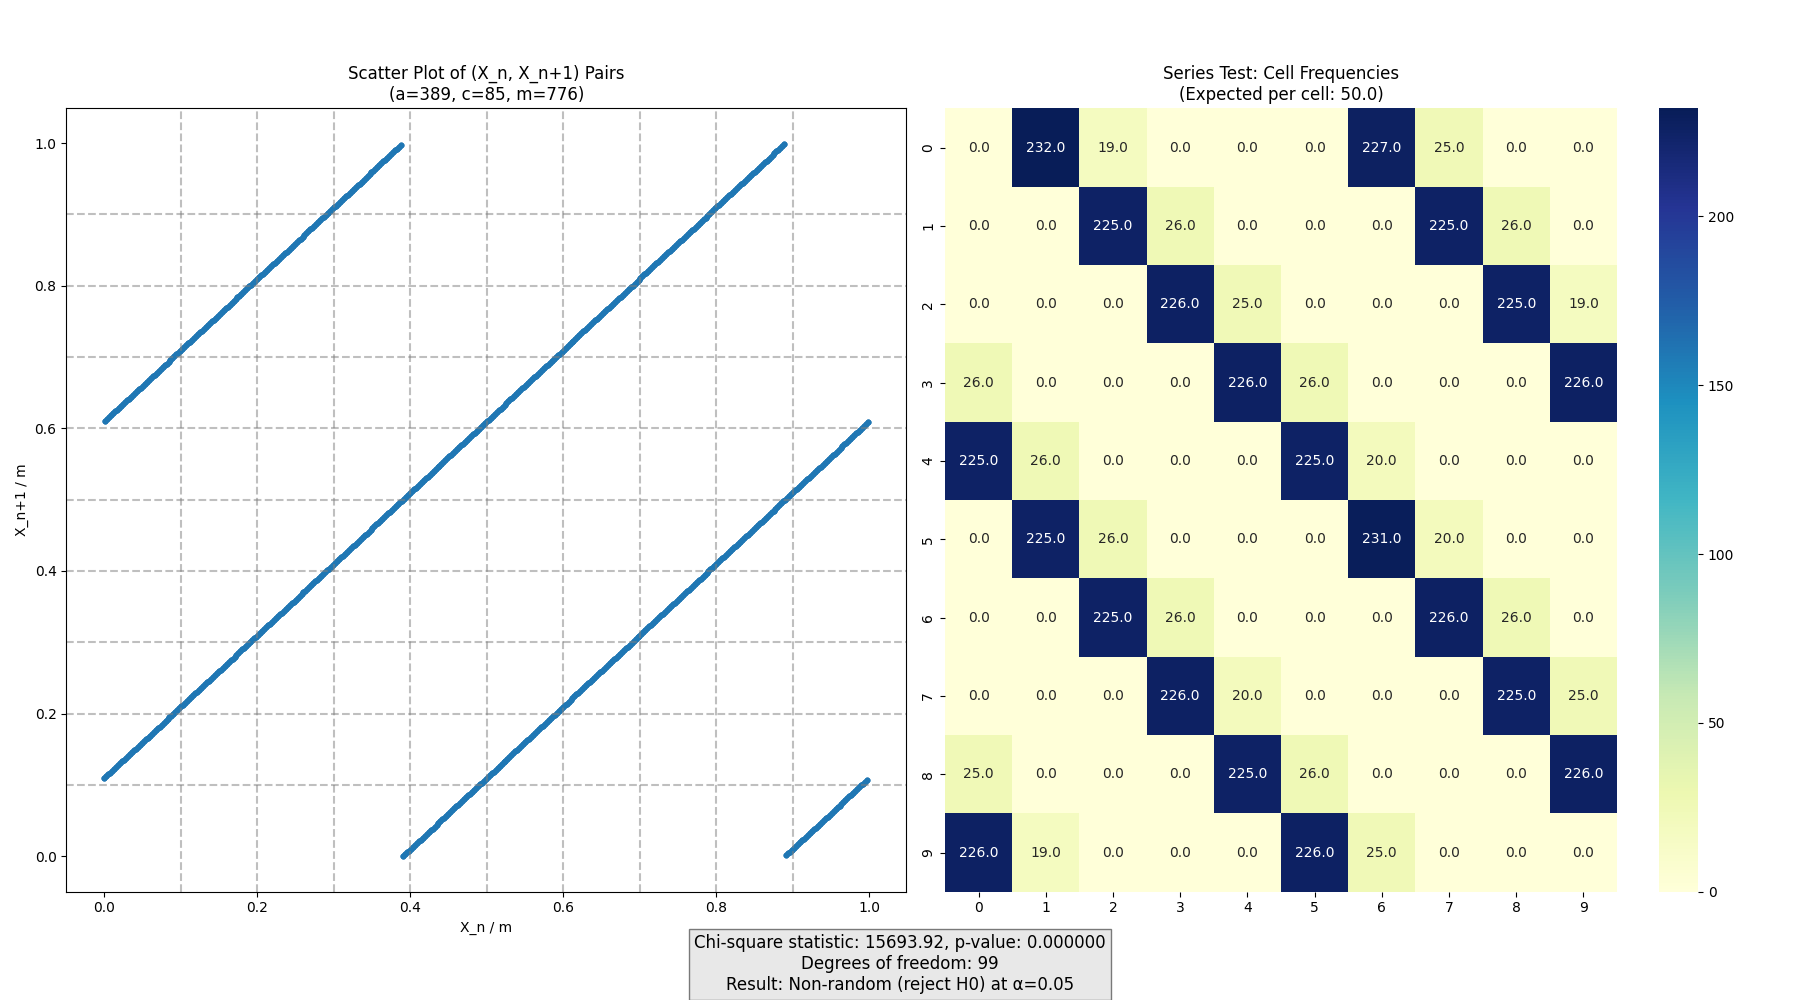 Scatter Plot of (X_n, X_n+1) Pairs
(a=389, c=85, m=776)
1.0
0.8
0.6
0.4
0.2
0.0
X_n+1 / m
0.0 0.2 0.4 0.6 0.8 1.0
X_n / m
Series Test: Cell Frequencies
(Expected per cell: 50.0)
0 0.0 232.0 19.0 0.0 0.0 0.0 227.0 25.0 0.0 0.0
1 0.0 0.0 225.0 26.0 0.0 0.0 0.0 225.0 26.0 0.0
2 0.0 0.0 0.0 226.0 25.0 0.0 0.0 0.0 225.0 19.0
3 26.0 0.0 0.0 0.0 226.0 26.0 0.0 0.0 0.0 226.0
4 225.0 26.0 0.0 0.0 0.0 225.0 20.0 0.0 0.0 0.0
5 0.0 225.0 26.0 0.0 0.0 0.0 231.0 20.0 0.0 0.0
6 0.0 0.0 225.0 26.0 0.0 0.0 0.0 226.0 26.0 0.0
7 0.0 0.0 0.0 226.0 20.0 0.0 0.0 0.0 225.0 25.0
8 25.0 0.0 0.0 0.0 225.0 26.0 0.0 0.0 0.0 226.0
9 226.0 19.0 0.0 0.0 0.0 226.0 25.0 0.0 0.0 0.0
0 1 2 3 4 5 6 7 8 9
200
150
100
50
0
Chi-square statistic: 15693.92, p-value: 0.000000
Degrees of freedom: 99
Result: Non-random (reject H0) at α=0.05